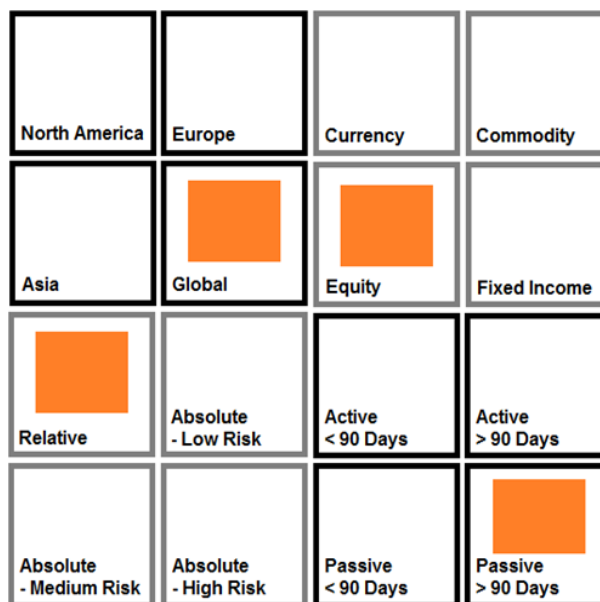 North America
Europe
Currency
Commodity
Asia
Global
Equity
Fixed Income
Relative
Absolute
- Low Risk
Active
< 90 Days
Active
> 90 Days
Absolute
- Medium Risk
Absolute
- High Risk
Passive
< 90 Days
Passive
> 90 Days